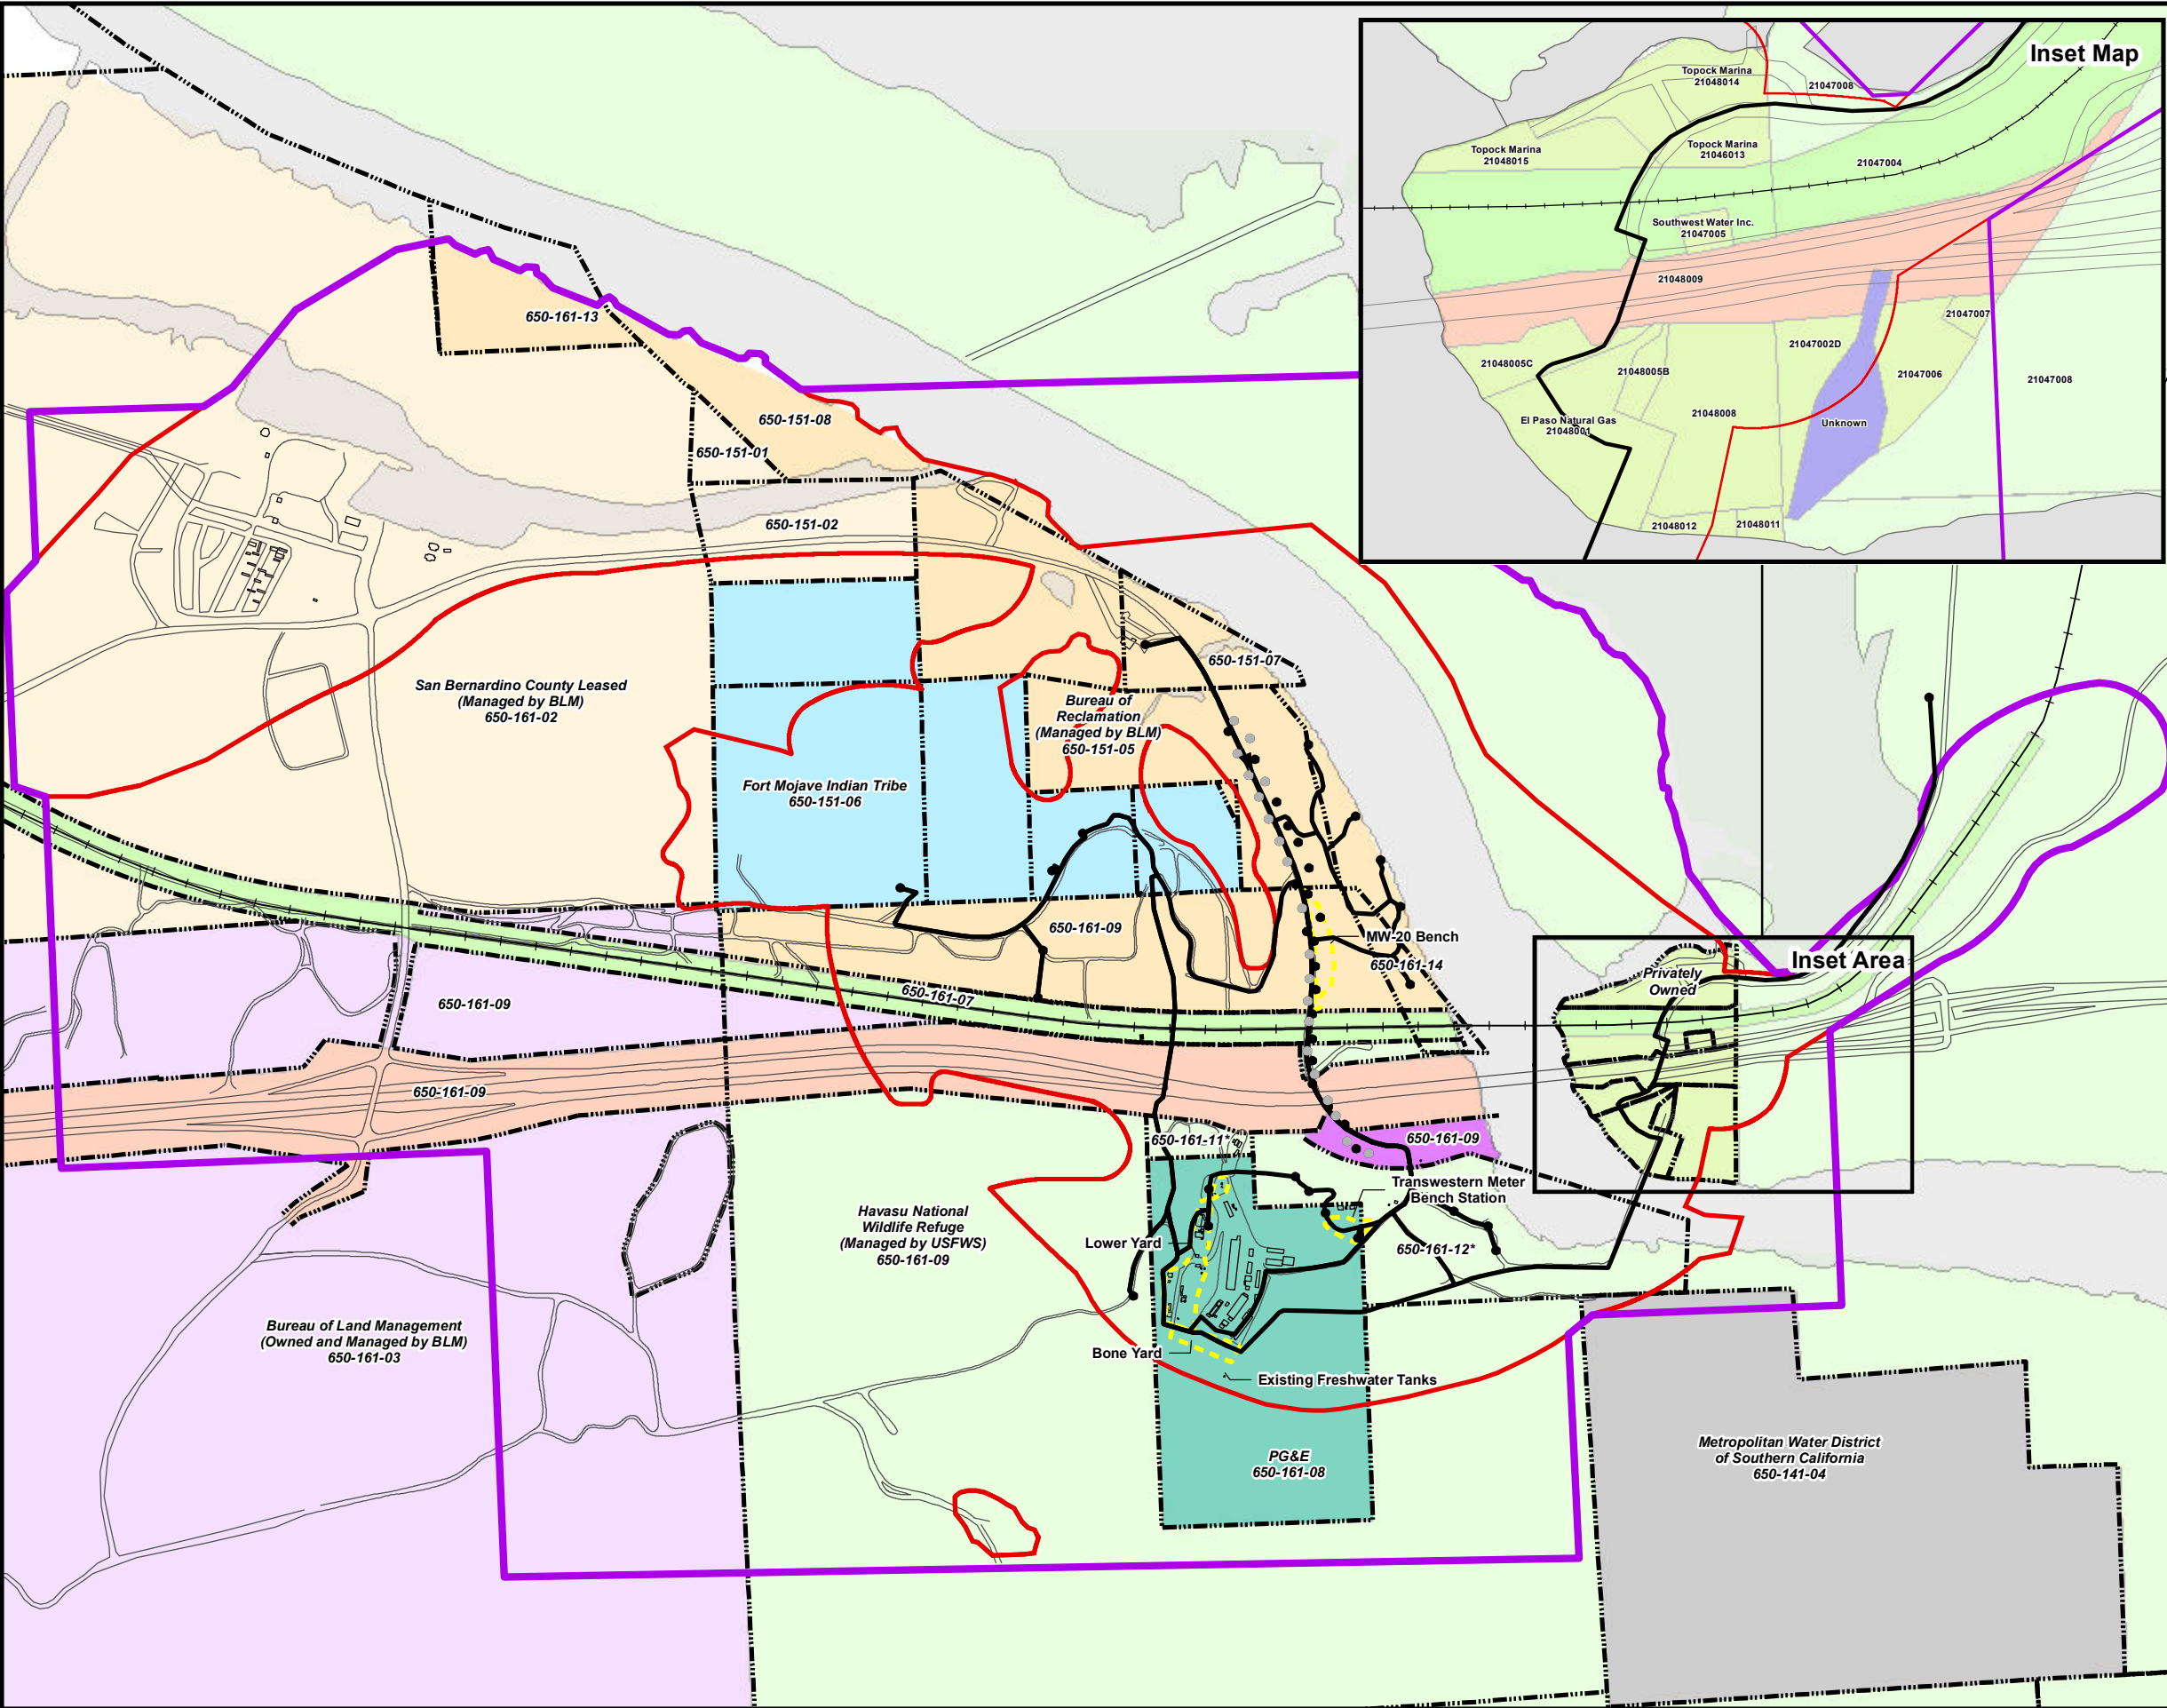 Inset Map
Topock Marina
21048014
21047008
Topock Marina
21048015
Topock Marina
21046013
21047004
Southwest Water Inc.
21047005
21048009
21047007
21047002D
21048005C
21048005B
21047006
21047008
21048008
El Paso Natural Gas
21048001
Unknown
21048012
21048011
650-161-13
650-151-08
650-151-01
650-151-02
650-151-07
San Bernardino County Leased
(Managed by BLM)
650-161-02
Bureau of
Reclamation
(Managed by BLM)
650-151-05
Fort Mojave Indian Tribe
650-151-06
650-161-09
MW-20 Bench
650-161-14
Inset Area
Privately
Owned
650-161-07
650-161-09
650-161-09
650-161-11*
650-161-09
Transwestern Meter
Bench Station
Havasu National
Wildlife Refuge
(Managed by USFWS)
650-161-09
Lower Yard
650-161-12*
Bureau of Land Management
(Owned and Managed by BLM)
650-161-03
Bone Yard
Existing Freshwater Tanks
PG&E
650-161-08
Metropolitan Water District
of Southern California
650-141-04